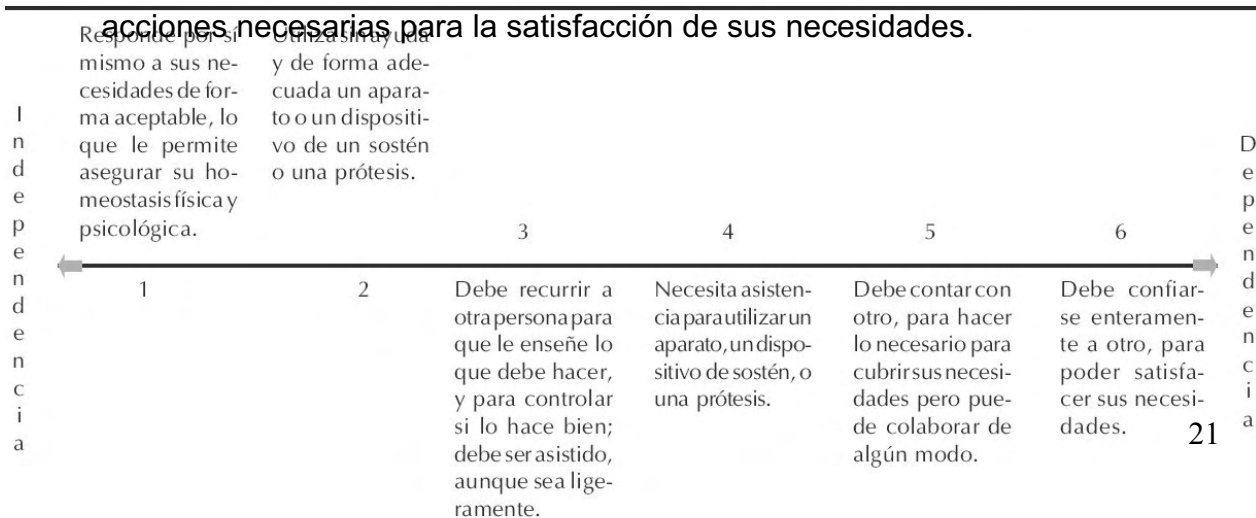 acciones necesarias para la satisfacción de sus necesidades.
Independencia
Responde por sí
mismo a sus ne-
cesidades de for-
ma aceptable, lo
que le permite
asegurar su ho-
meostasis física y
psicológica.
1
Utiliza sin ayuda
y de forma ade-
cuada un apara-
to o un dispositi-
vo de un sostén
o una prótesis.
2
3
Debe recurrir a
otra persona para
que le enseñe lo
que debe hacer,
y para controlar
si lo hace bien;
debe ser asistido,
aunque sea lige-
ramente.
4
Necesita asisten-
cia para utilizar un
aparato, un dispo-
sitivo de sostén, o
una prótesis.
5
Debe contar con
otro, para hacer
lo necesario para
cubrir sus necesi-
dades pero pue-
de colaborar de
algún modo.
6
Debe confiar-
se enteramen-
te a otro, para
poder satisfa-
cer sus necesi-
dades.
Dependencia
21